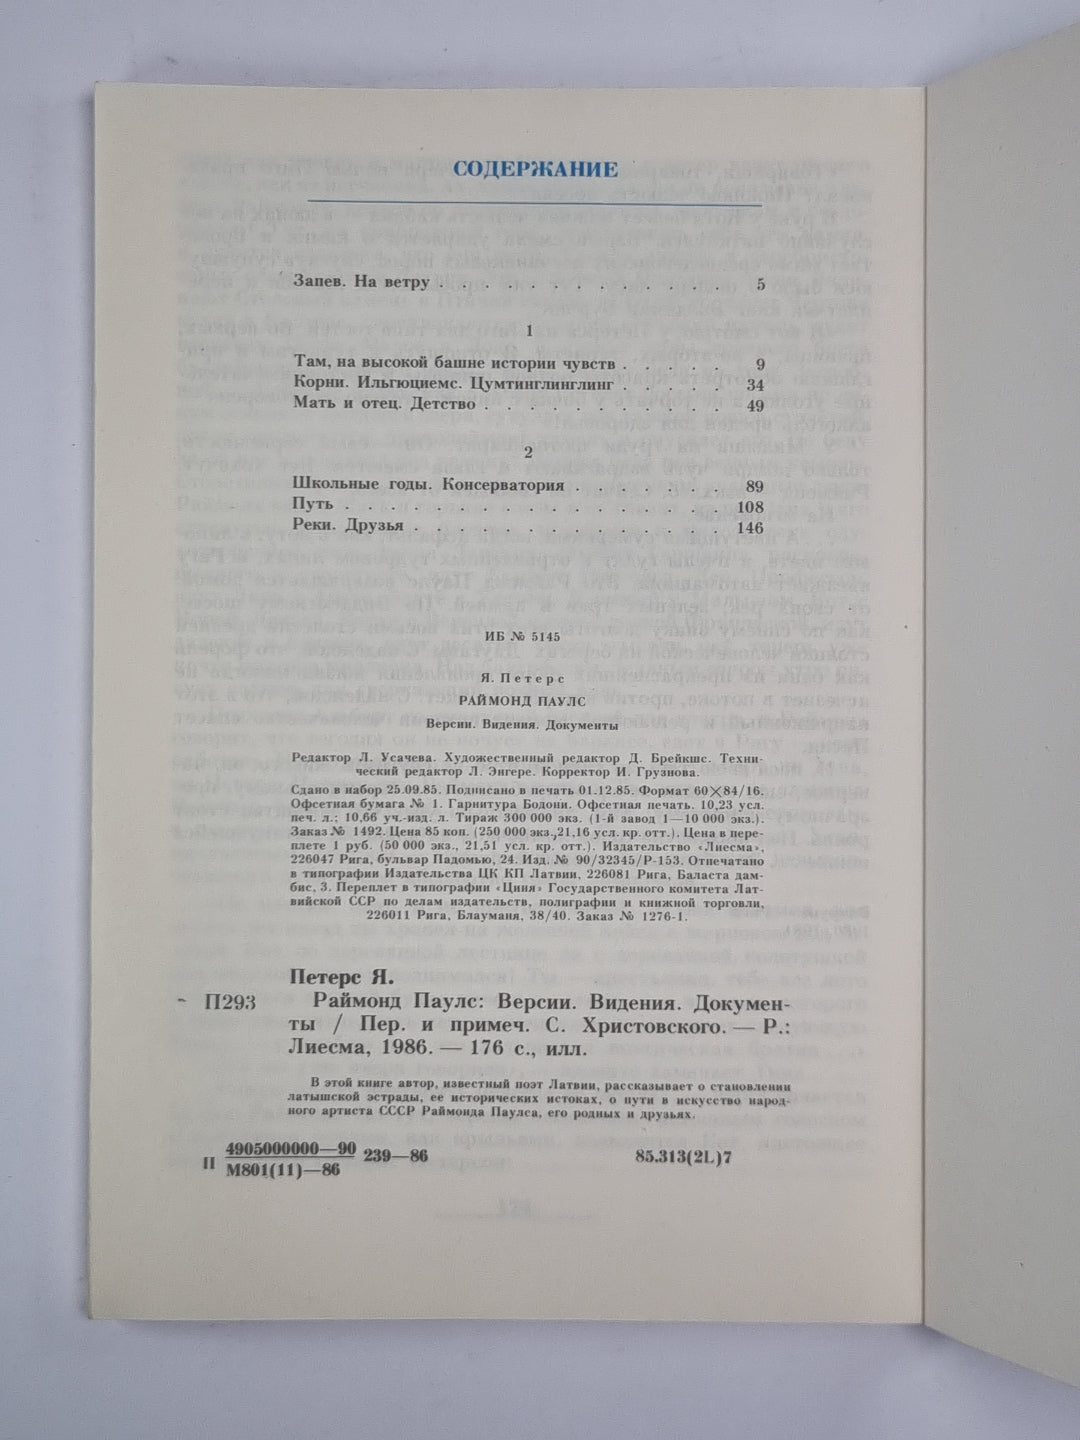 СОДЕРЖАНИЕ
Запев. На ветру . . . . . . . . . . . . . 5
1
Там, на высокой башне истории чувств . . . . . 9
Корни. Ильгюциемс. Цумтинглинглинг . . . . . 34
Мать и отец. Детство . . . . . . . . . . . 49
2
Школьные годы. Консерватория . . . . . . . 89
Путь . . . . . . . . . . . . . . . . . 108
Реки. Друзья . . . . . . . . . . . . . . 146
ИБ № 5145
Я. Петерс
РАЙМОНД ПАУЛС
Версии. Видения. Документы
Редактор Л. Усачева. Художественный редактор Д. Брейкшс. Техни-
ческий редактор Л. Энгере. Корректор И. Грузнова.
Сдано в набор 25.09.85. Подписано в печать 01.12.85. Формат 60×84/16.
Офсетная бумага № 1. Гарнитура Бодони. Офсетная печать. 10,23 усл.
печ. л.; 10,66 уч.-изд. л. Тираж 300 000 экз. (1-й завод 1—10 000 экз.).
Заказ № 1492. Цена 85 коп. (250 000 экз., 21,16 усл. кр. отт.). Цена в пере-
плете 1 руб. (50 000 экз., 21,51 усл. кр. отт.). Издательство «Лиесма»,
226047 Рига, бульвар Падомью, 24. Изд. № 90/32345/Р-153. Отпечатано
в типографии Издательства ЦК КП Латвии, 226081 Рига, Баласта дам-
бис, 3. Переплет в типографии «Циня» Государственного комитета Лат-
вийской ССР по делам издательств, полиграфии и книжной торговли,
226011 Рига, Блауманя, 38/40. Заказ № 1276-1.
Петерс Я.
П293 Раймонд Паулс: Версии. Видения. Докумен-
ты / Пер. и примеч. С. Христовского. — Р.:
Лиесма, 1986. — 176 с., илл.
В этой книге автор, известный поэт Латвии, рассказывает о становлении
латышской эстрады, ее исторических истоках, о пути в искусство народ-
ного артиста СССР Раймонда Паулса, его родных и друзьях.
П 4905000000—90 239—86 85.313(2L)7
М801(11)—86